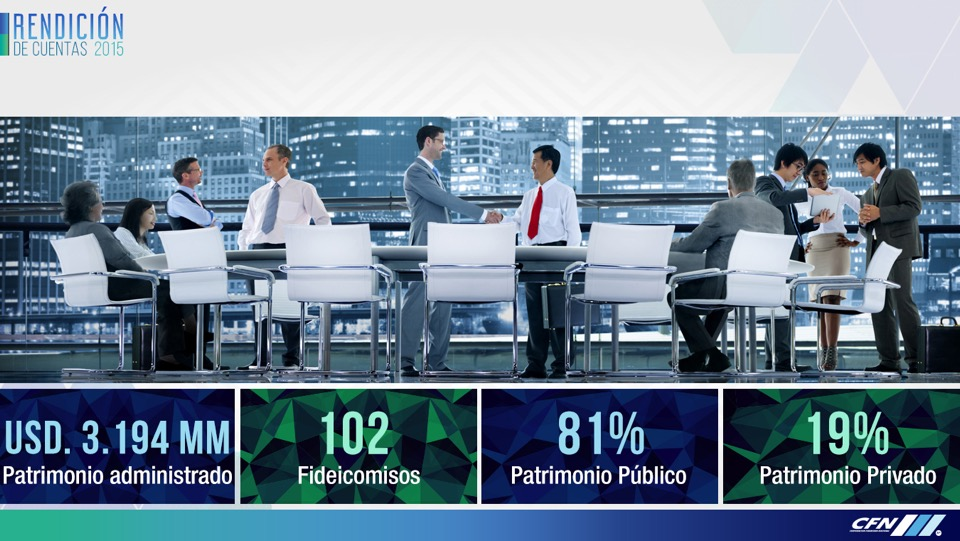 RENDICIÓN
DE CUENTAS 2015
USD. 3.194 MM
Patrimonio administrado
102
Fideicomisos
81%
Patrimonio Público
19%
Patrimonio Privado
CFN